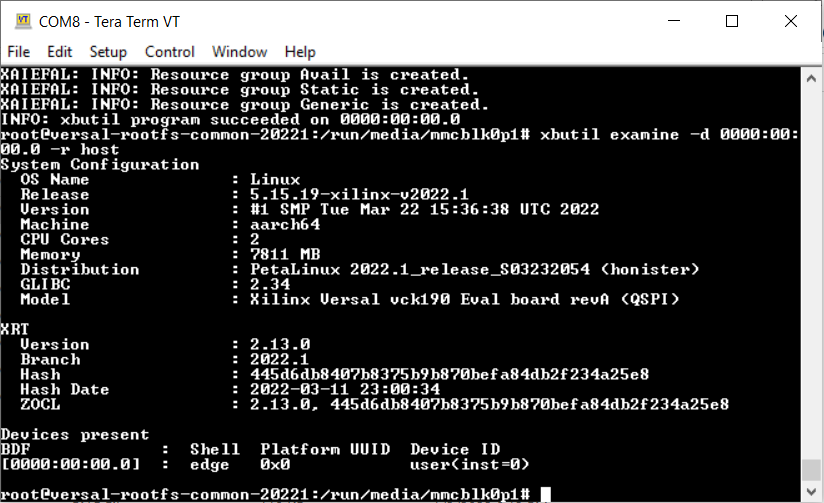 COM8 - Tera Term VT
File Edit Setup Control Window Help
XAIEFAL: INFO: Resource group Avail is created.
XAIEFAL: INFO: Resource group Static is created.
XAIEFAL: INFO: Resource group Generic is created.
INFO: xbutil program succeeded on 0000:00:00.0
root@versal-rootfs-common-20221:/run/media/mmcblk0p1# xbutil examine -d 0000:00:
00.0 -r host
System Configuration
  OS Name              : Linux
  Release              : 5.15.19-xilinx-v2022.1
  Version              : #1 SMP Tue Mar 22 15:36:38 UTC 2022
  Machine              : aarch64
  CPU Cores            : 2
  Memory               : 7811 MB
  Distribution         : PetaLinux 2022.1_release_S03232054 (honister)
  GLIBC                : 2.34
  Model                : Xilinx Versal vck190 Eval board revA (QSPI)
XRT
  Version              : 2.13.0
  Branch               : 2022.1
  Hash                 : 445d6db8407b8375b9b870befa84db2f234a25e8
  Hash Date            : 2022-03-11 23:00:34
  ZOCL                 : 2.13.0, 445d6db8407b8375b9b870befa84db2f234a25e8
Devices present
BDF             :  Shell  Platform UUID  Device ID
[0000:00:00.0]  :  edge   0x0            user(inst=0)
root@versal-rootfs-common-20221:/run/media/mmcblk0p1#